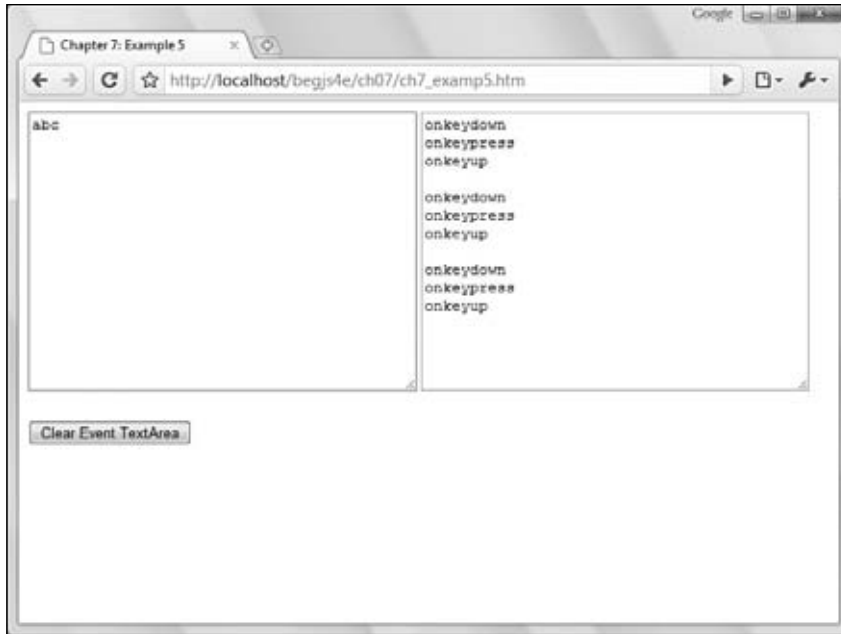 Google
Chapter 7: Example 5
http://localhost/begjs4e/ch07/ch7_examp5.htm
abc
onkeydown
onkeypress
onkeyup
onkeydown
onkeypress
onkeyup
onkeydown
onkeypress
onkeyup
Clear Event TextArea